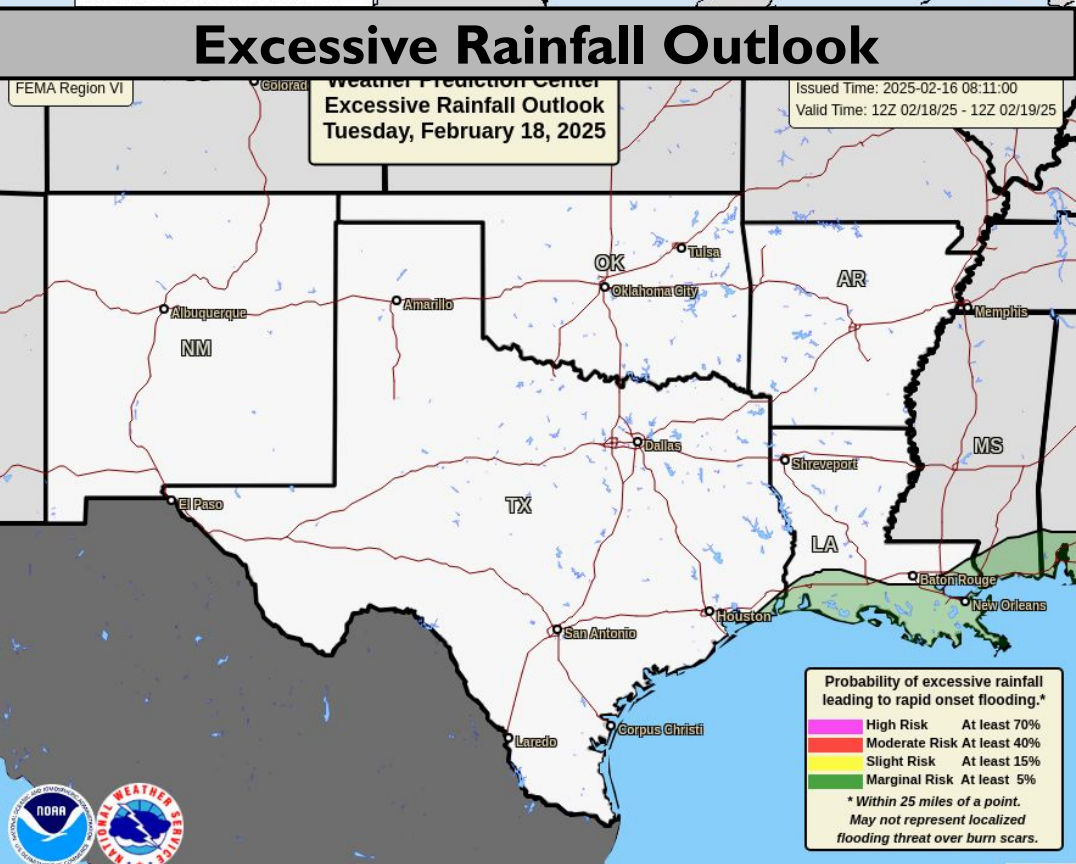 Excessive Rainfall Outlook
FEMA Region VI
Colorad
Weather Prediction Center
Excessive Rainfall Outlook
Tuesday, February 18, 2025
Issued Time: 2025-02-16 08:11:00
Valid Time: 12Z 02/18/25 - 12Z 02/19/25
Tulsa
OK
Oklahoma City
AR
Amarillo
Albuquerque
Memphis
NM
Dallas
MS
Shreveport
El Paso
TX
LA
Baton Rouge
New Orleans
Houston
San Antonio
Corpus Christi
Laredo
Probability of excessive rainfall
leading to rapid onset flooding.*
High Risk At least 70%
Moderate Risk At least 40%
Slight Risk At least 15%
Marginal Risk At least 5%
* Within 25 miles of a point.
May not represent localized
flooding threat over burn scars.
NOAA
NATIONAL WEATHER SERVICE